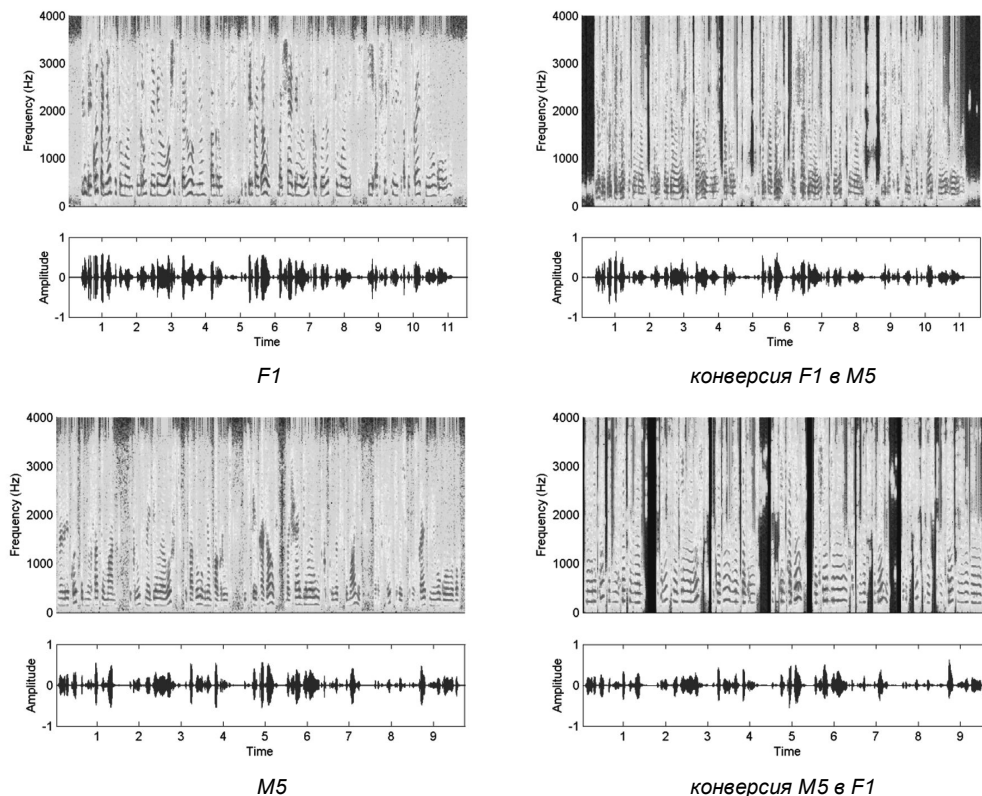 4000
3000
2000
1000
0
Frequency (Hz)
1
0
-1
Amplitude
1 2 3 4 5 6 7 8 9 10 11
Time
F1
4000
3000
2000
1000
0
Frequency (Hz)
1
0
-1
Amplitude
1 2 3 4 5 6 7 8 9 10 11
Time
конверсия F1 в M5
4000
3000
2000
1000
0
Frequency (Hz)
1
0
-1
Amplitude
1 2 3 4 5 6 7 8 9
Time
M5
4000
3000
2000
1000
0
Frequency (Hz)
1
0
-1
Amplitude
1 2 3 4 5 6 7 8 9
Time
конверсия M5 в F1